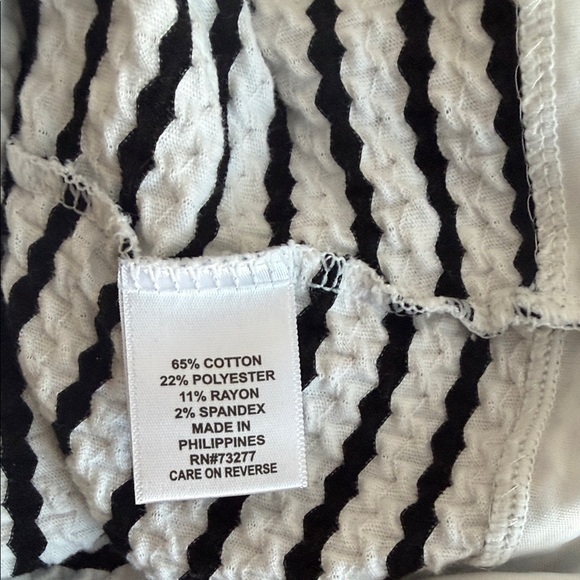 65% COTTON
22% POLYESTER
11% RAYON
2% SPANDEX
MADE IN
PHILIPPINES
RN#73277
CARE ON REVERSE